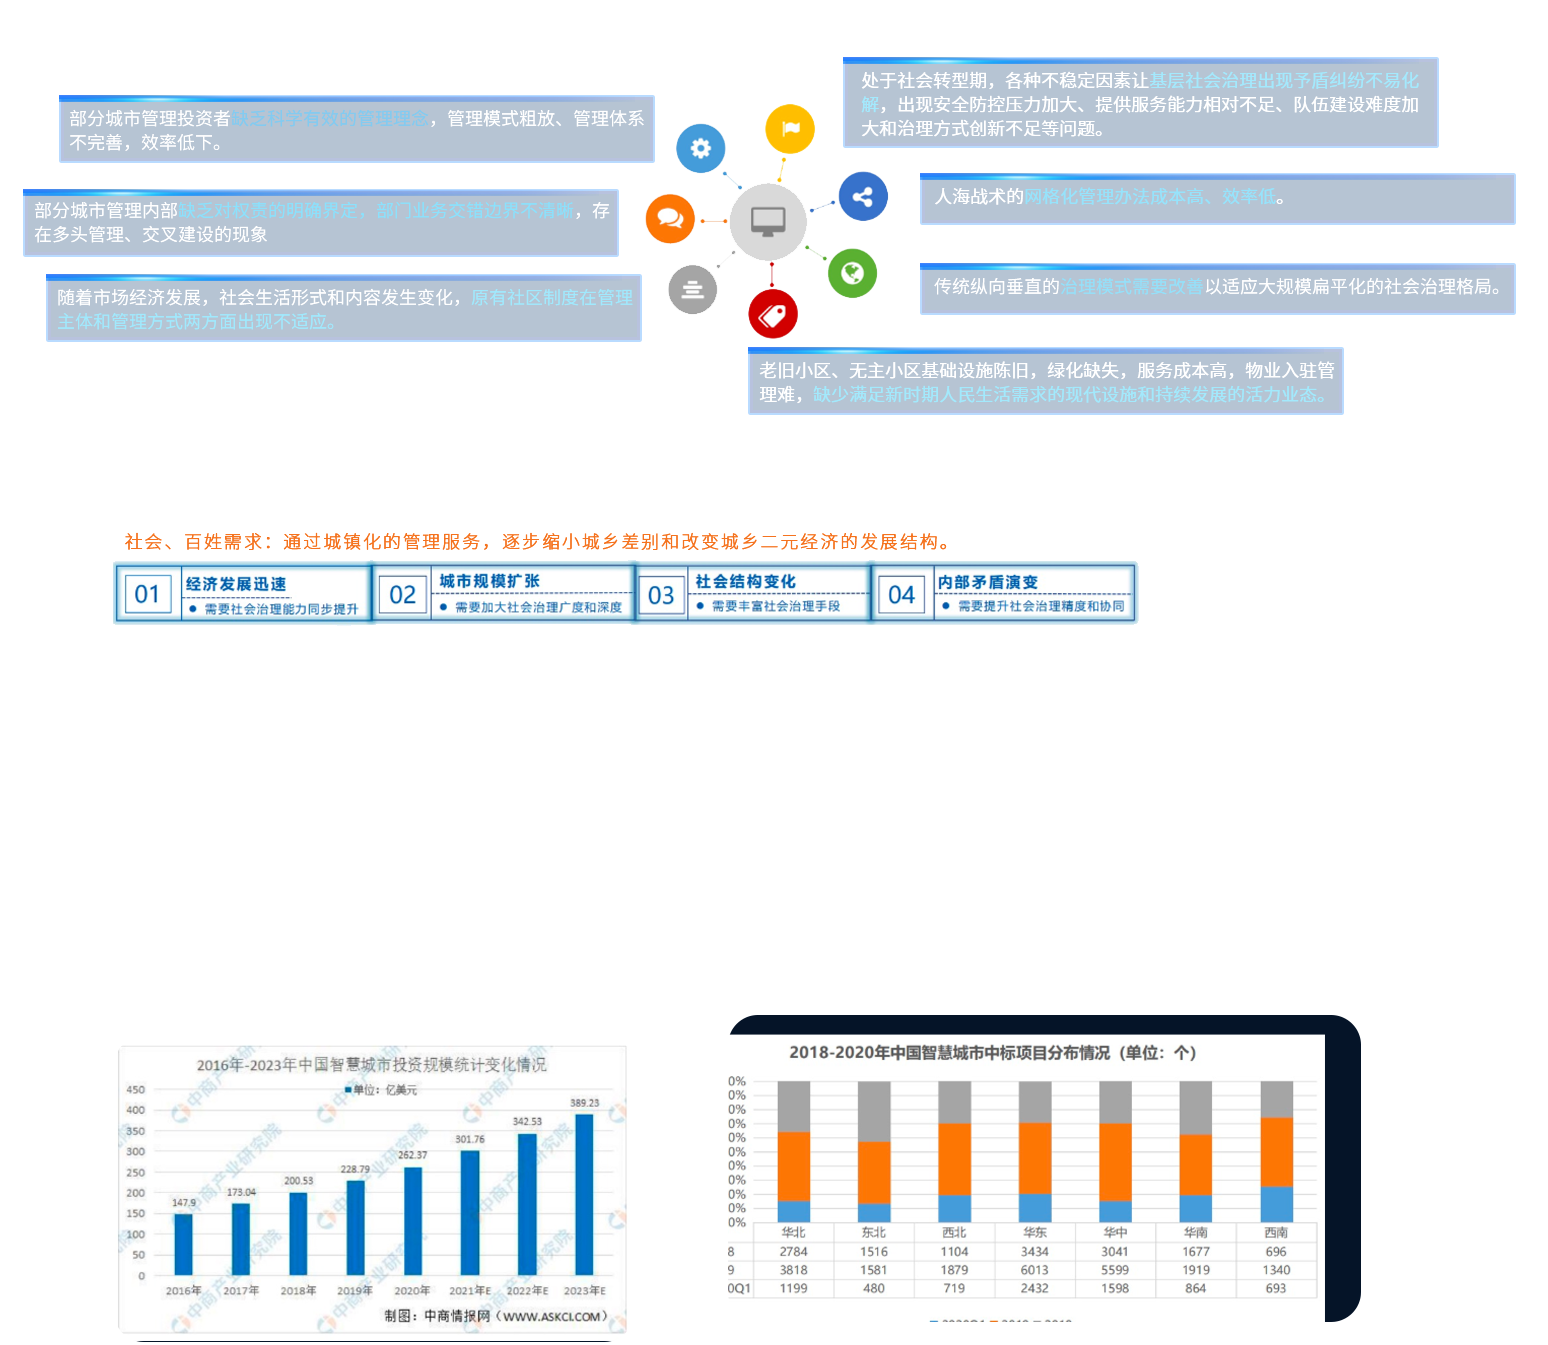 处于社会转型期，各种不稳定因素让基层社会治理出现矛盾纠纷不易化
解，出现安全防控压力加大、提供服务能力相对不足、队伍建设难度加
大和治理方式创新不足等问题。
部分城市管理投资者缺乏科学有效的管理理念，管理模式粗放、管理体系
不完善，效率低下。
人海战术的网格化管理办法成本高、效率低。
部分城市管理内部缺乏对权责的明确界定，部门业务交错边界不清晰，存
在多头管理、交叉建设的现象
传统纵向垂直的治理模式需要改善以适应大规模扁平化的社会治理格局。
随着市场经济发展，社会生活形式和内容发生变化，原有社区制度在管理
主体和管理方式两方面出现不适应。
老旧小区、无主小区基础设施陈旧，绿化缺失，服务成本高，物业入驻管
理难，缺少满足新时期人民生活需求的现代设施和持续发展的活力业态。
社会、百姓需求：通过城镇化的管理服务，逐步缩小城乡差别和改变城乡二元经济的发展结构。
01 经济发展迅速
● 需要社会治理能力同步提升
02 城市规模扩张
● 需要加大社会治理广度和深度
03 社会结构变化
● 需要丰富社会治理手段
04 内部矛盾演变
● 需要提升社会治理精度和协同
2016年-2023年中国智慧城市投资规模统计变化情况
单位：亿美元
450
400
350
300
250
200
150
100
50
0
147.9
173.04
200.53
228.79
262.37
301.76
342.53
389.23
2016年 2017年 2018年 2019年 2020年 2021年E 2022年E 2023年E
制图：中商情报网（WWW.ASKCI.COM）
中商产业研究院
2018-2020年中国智慧城市中标项目分布情况（单位：个）
0%
0%
0%
0%
0%
0%
0%
0%
0%
0%
0%
华北 东北 西北 华东 华中 华南 西南
8 2784 1516 1104 3434 3041 1677 696
9 3818 1581 1879 6013 5599 1919 1340
0Q1 1199 480 719 2432 1598 864 693